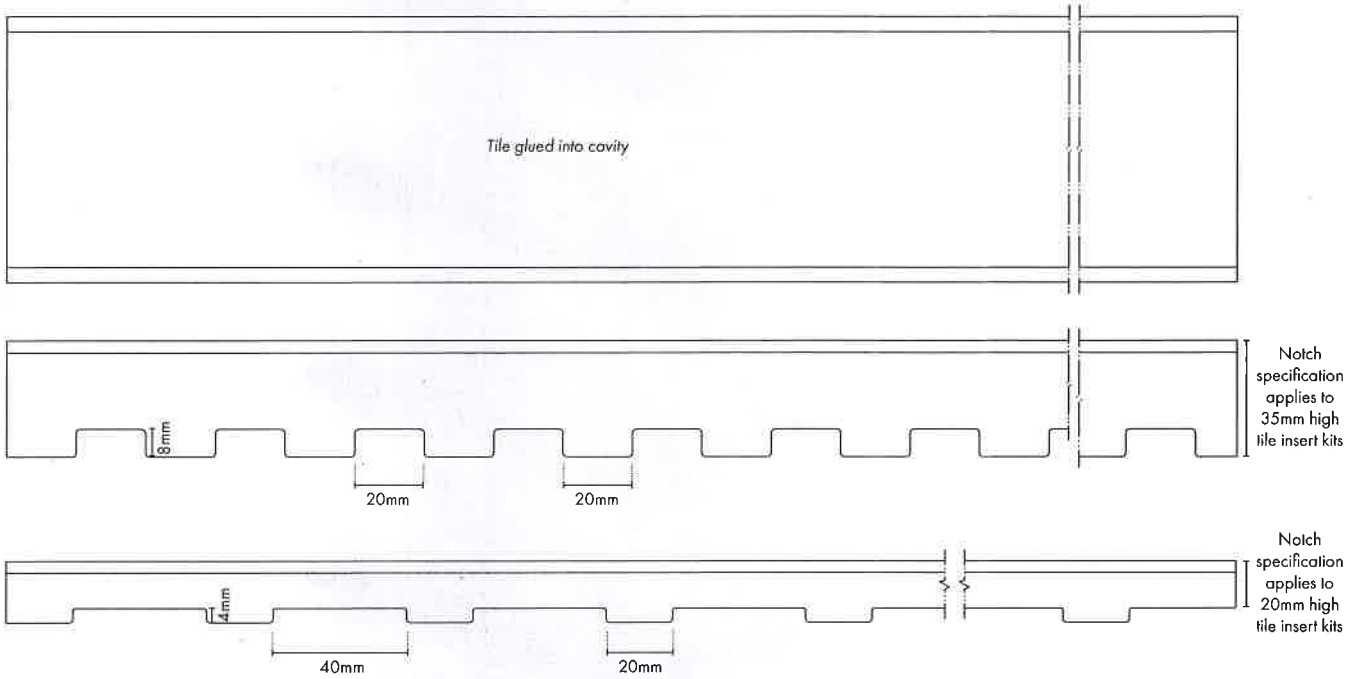 Tile glued into cavity
8mm
20mm
20mm
Notch
specification
applies to
35mm high
tile insert kits
4mm
40mm
20mm
Notch
specification
applies to
20mm high
tile insert kits